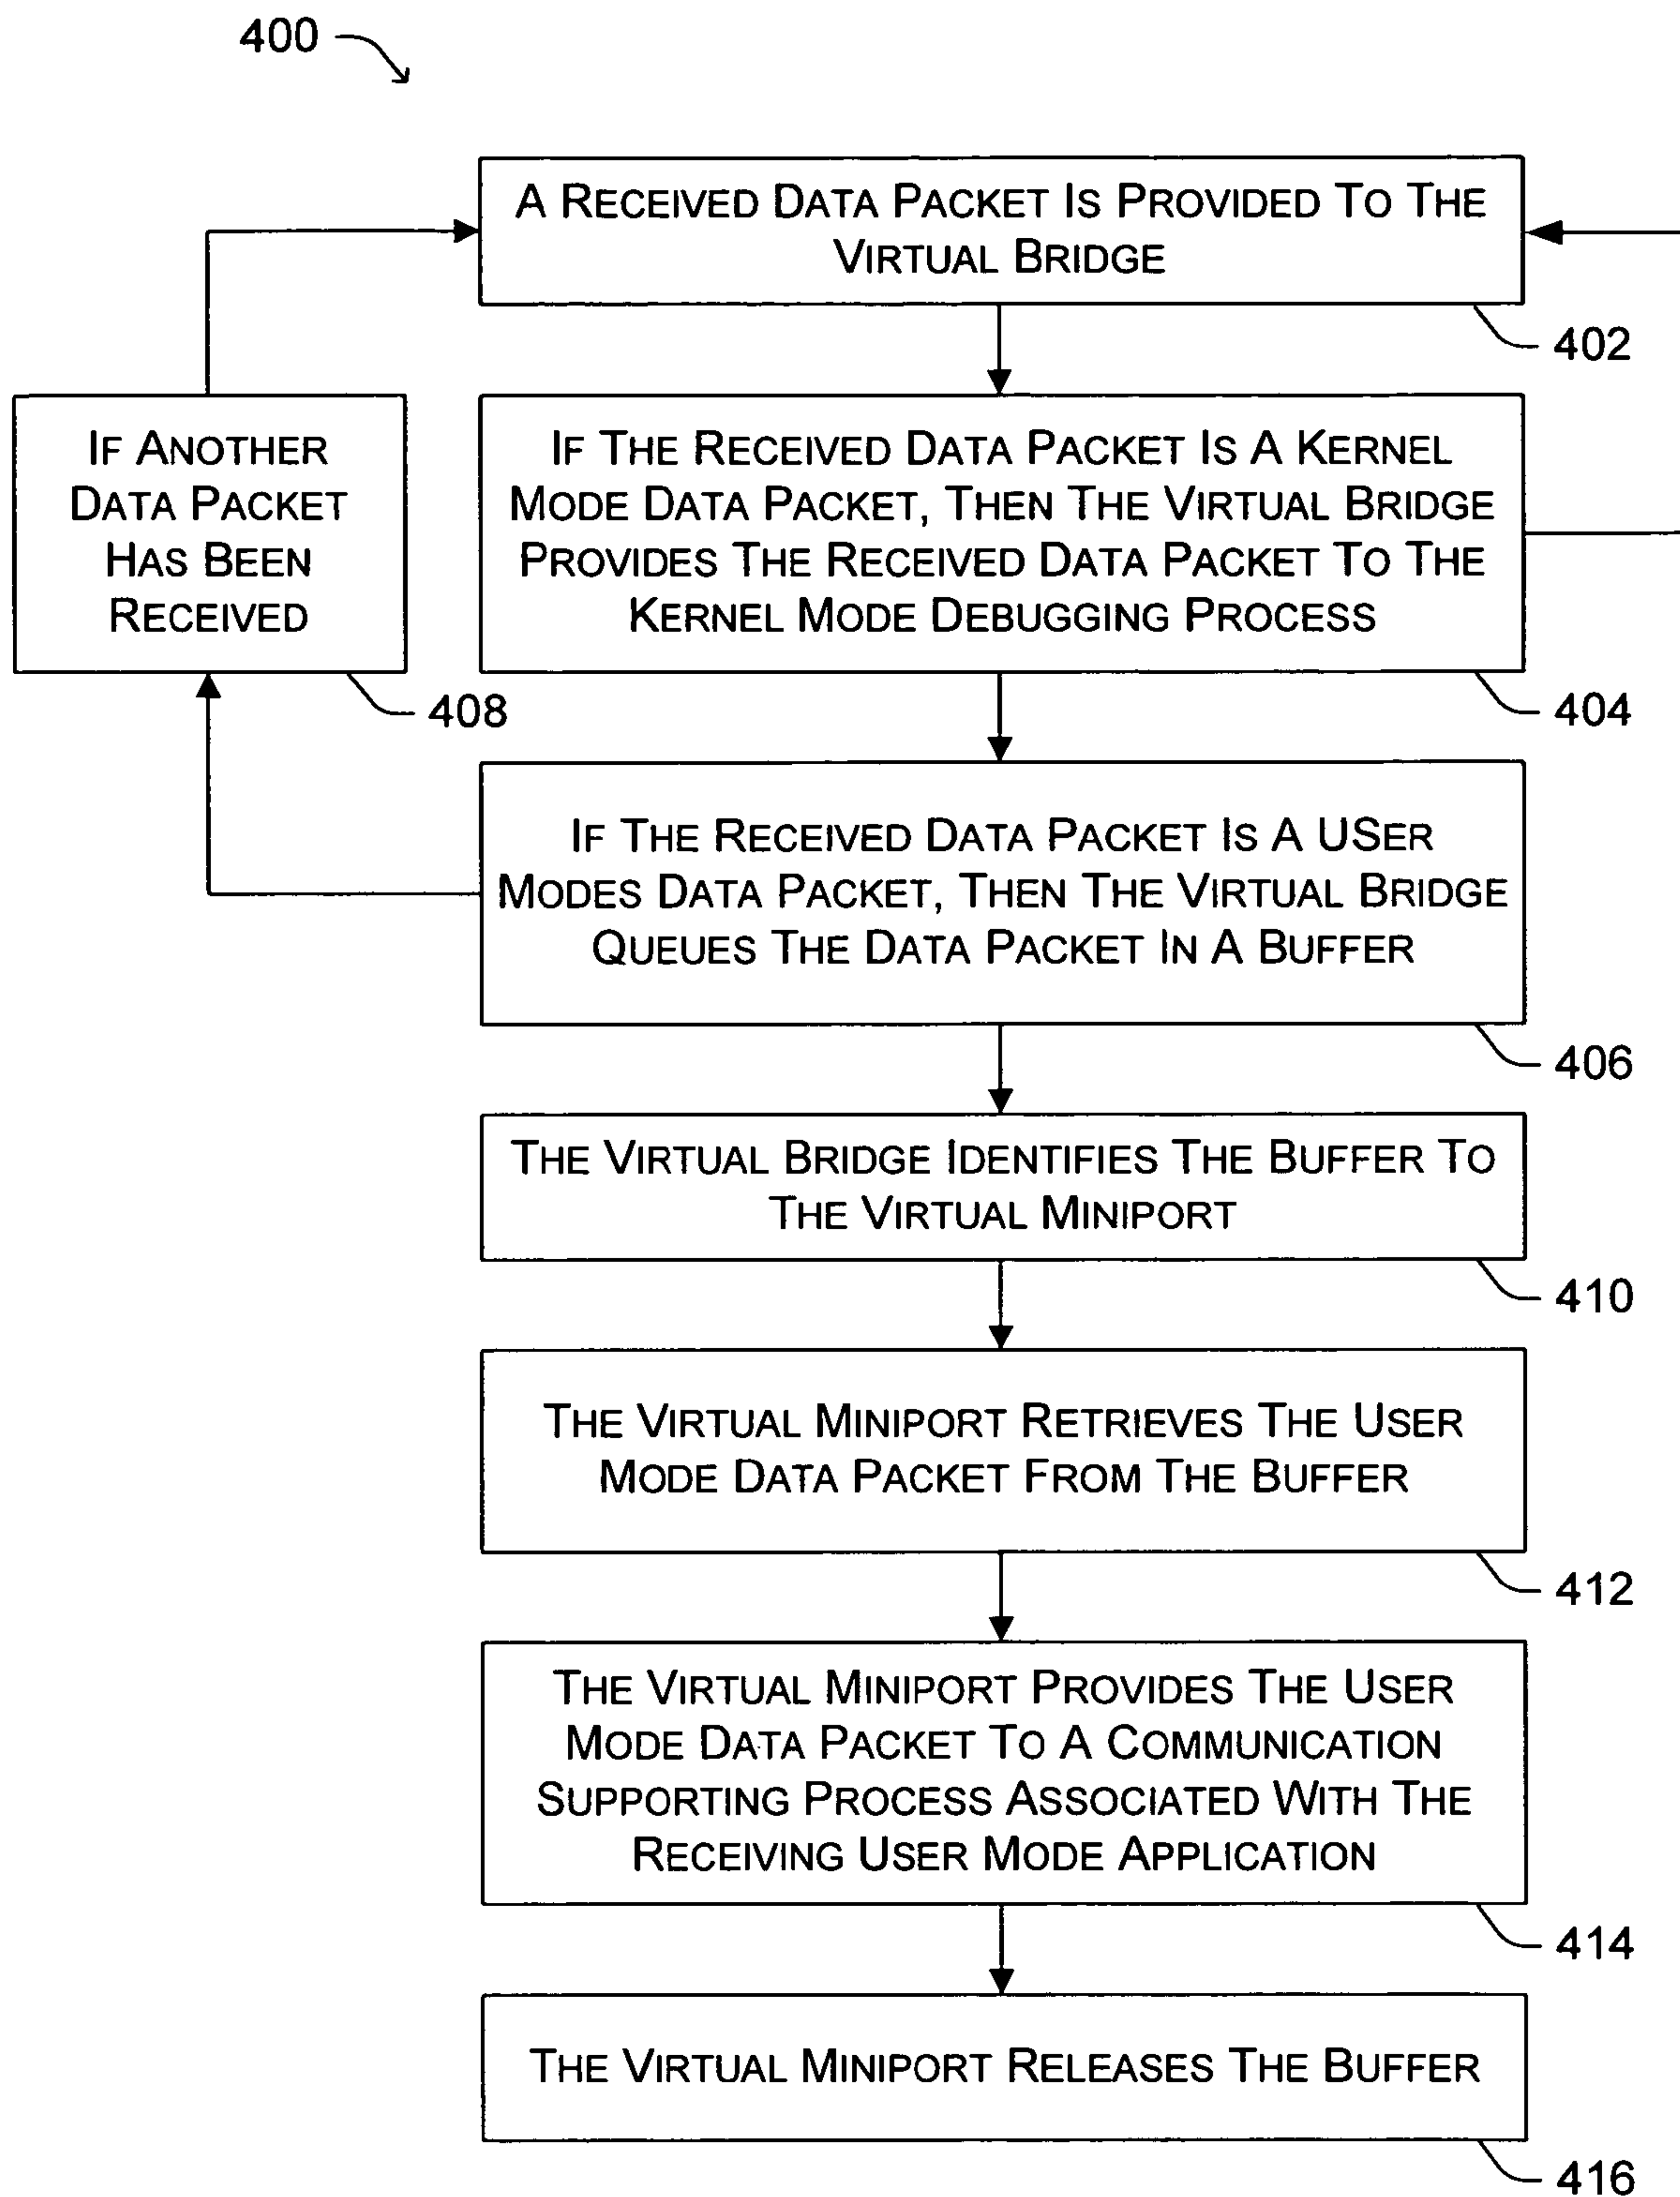 400
A RECEIVED DATA PACKET IS PROVIDED TO THE
VIRTUAL BRIDGE
402
IF ANOTHER
DATA PACKET
HAS BEEN
RECEIVED
408
IF THE RECEIVED DATA PACKET IS A KERNEL
MODE DATA PACKET, THEN THE VIRTUAL BRIDGE
PROVIDES THE RECEIVED DATA PACKET TO THE
KERNEL MODE DEBUGGING PROCESS
404
IF THE RECEIVED DATA PACKET IS A USER
MODES DATA PACKET, THEN THE VIRTUAL BRIDGE
QUEUES THE DATA PACKET IN A BUFFER
406
THE VIRTUAL BRIDGE IDENTIFIES THE BUFFER TO
THE VIRTUAL MINIPORT
410
THE VIRTUAL MINIPORT RETRIEVES THE USER
MODE DATA PACKET FROM THE BUFFER
412
THE VIRTUAL MINIPORT PROVIDES THE USER
MODE DATA PACKET TO A COMMUNICATION
SUPPORTING PROCESS ASSOCIATED WITH THE
RECEIVING USER MODE APPLICATION
414
THE VIRTUAL MINIPORT RELEASES THE BUFFER
416